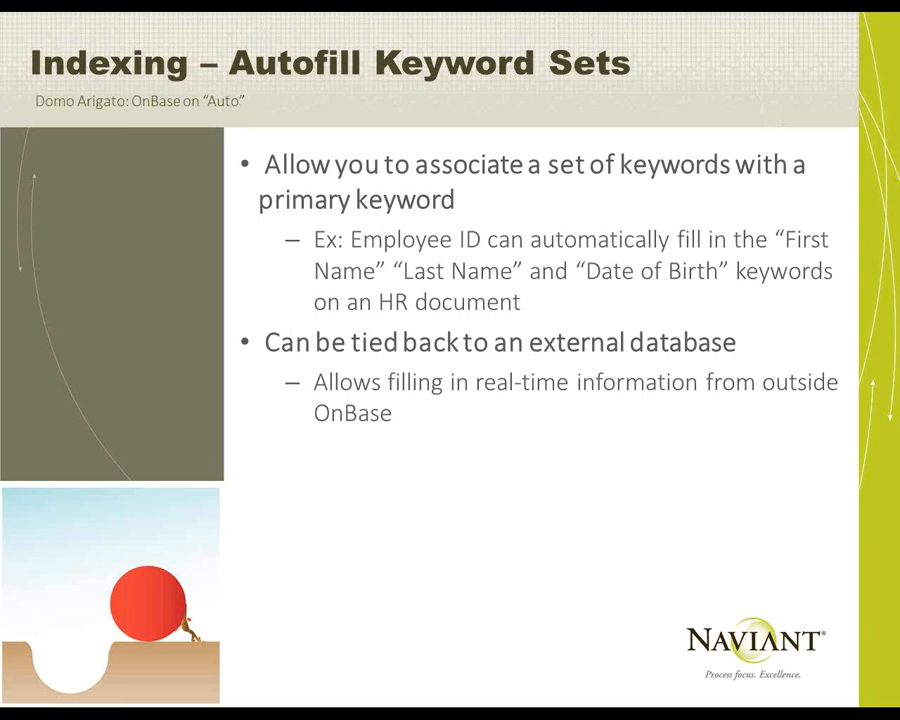 Indexing – Autofill Keyword Sets
Domo Arigato: OnBase on “Auto”
• Allow you to associate a set of keywords with a
primary keyword
– Ex: Employee ID can automatically fill in the “First
Name” “Last Name” and “Date of Birth” keywords
on an HR document
• Can be tied back to an external database
– Allows filling in real-time information from outside
OnBase
NAVIANT®
Process focus. Excellence.